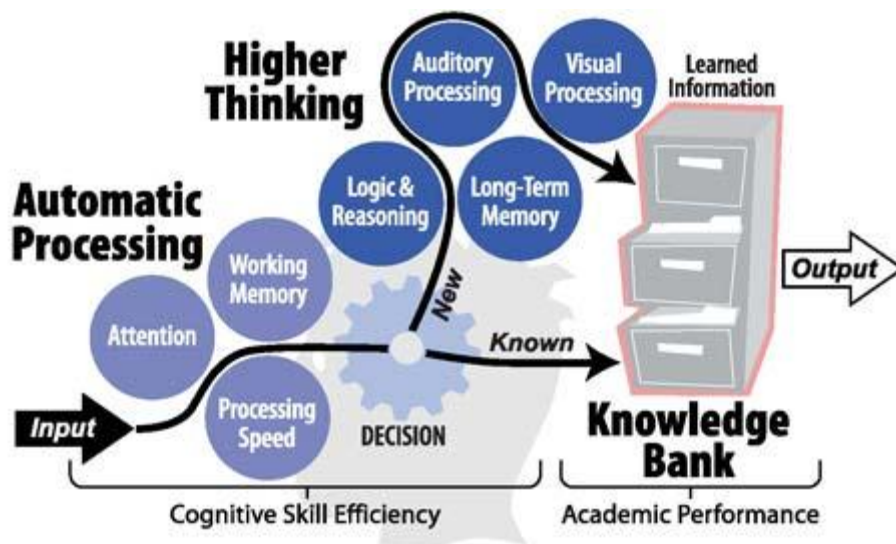 Higher
Thinking
Auditory
Processing
Visual
Processing
Learned
Information
Logic &
Reasoning
Long-Term
Memory
Automatic
Processing
Working
Memory
Attention
Processing
Speed
Input
DECISION
New
Known
Output
Knowledge
Bank
Cognitive Skill Efficiency
Academic Performance